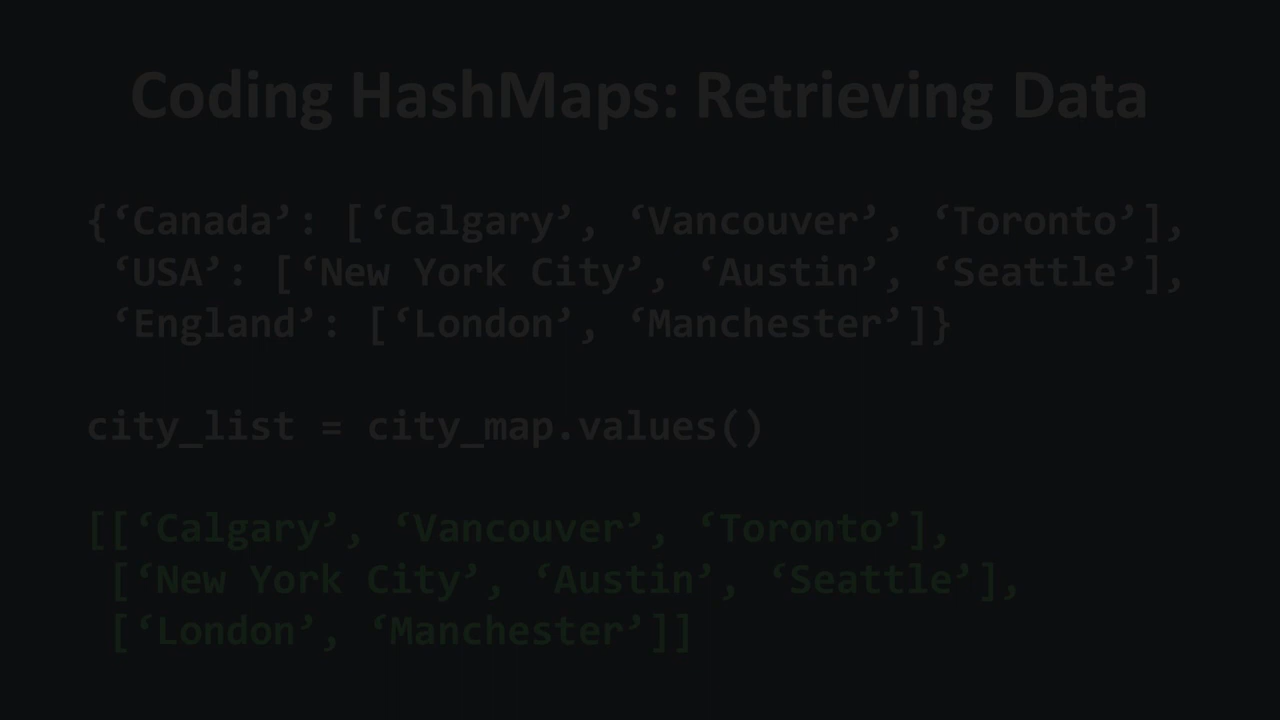 Coding HashMaps: Retrieving Data
{‘Canada’: [‘Calgary’, ‘Vancouver’, ‘Toronto’],
‘USA’: [‘New York City’, ‘Austin’, ‘Seattle’],
‘England’: [‘London’, ‘Manchester’]}
city_list = city_map.values()
[[‘Calgary’, ‘Vancouver’, ‘Toronto’],
[‘New York City’, ‘Austin’, ‘Seattle’],
[‘London’, ‘Manchester’]]